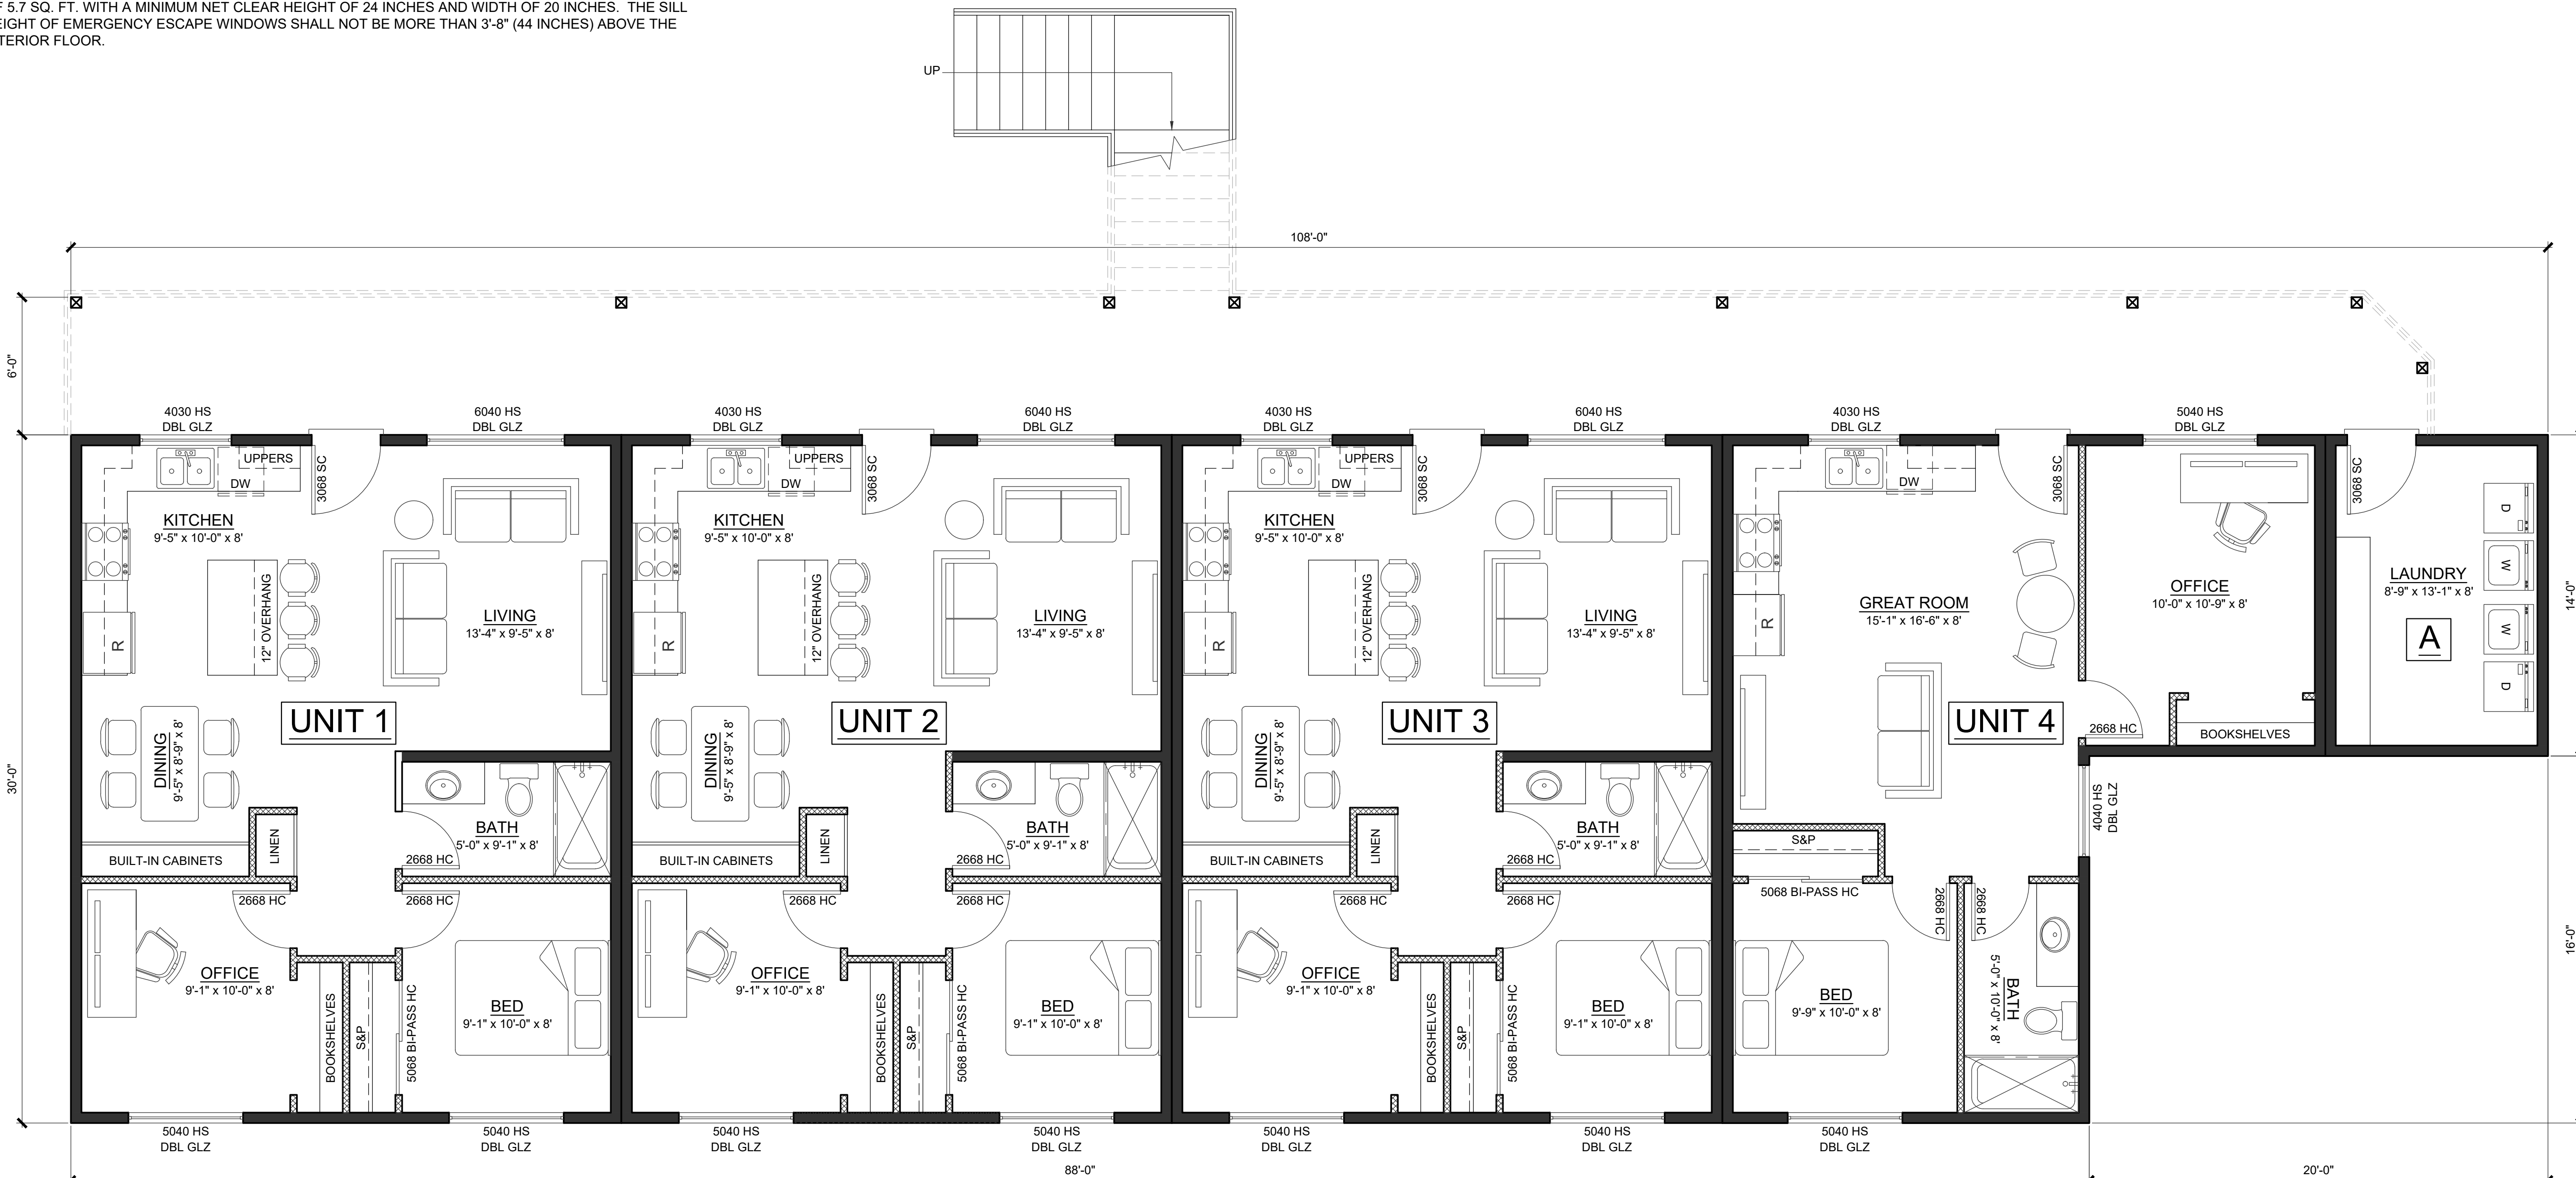 F 5.7 SQ. FT. WITH A MINIMUM NET CLEAR HEIGHT OF 24 INCHES AND WIDTH OF 20 INCHES. THE SILL
EIGHT OF EMERGENCY ESCAPE WINDOWS SHALL NOT BE MORE THAN 3'-8" (44 INCHES) ABOVE THE
TERIOR FLOOR.
UP
108'-0"
6'-0"
30'-0"
14'-0"
16'-0"
88'-0"
20'-0"
4030 HS
DBL GLZ
6040 HS
DBL GLZ
UPPERS
DW
3068 SC
KITCHEN
9'-5" x 10'-0" x 8'
12" OVERHANG
R
LIVING
13'-4" x 9'-5" x 8'
UNIT 1
DINING
9'-5" x 8'-9" x 8'
BUILT-IN CABINETS
LINEN
BATH
5'-0" x 9'-1" x 8'
2668 HC
2668 HC
2668 HC
OFFICE
9'-1" x 10'-0" x 8'
BOOKSHELVES
S&P
5068 BI-PASS HC
BED
9'-1" x 10'-0" x 8'
5040 HS
DBL GLZ
5040 HS
DBL GLZ
4030 HS
DBL GLZ
6040 HS
DBL GLZ
UPPERS
DW
3068 SC
KITCHEN
9'-5" x 10'-0" x 8'
12" OVERHANG
R
LIVING
13'-4" x 9'-5" x 8'
UNIT 2
DINING
9'-5" x 8'-9" x 8'
BUILT-IN CABINETS
LINEN
BATH
5'-0" x 9'-1" x 8'
2668 HC
2668 HC
2668 HC
OFFICE
9'-1" x 10'-0" x 8'
BOOKSHELVES
S&P
5068 BI-PASS HC
BED
9'-1" x 10'-0" x 8'
5040 HS
DBL GLZ
5040 HS
DBL GLZ
4030 HS
DBL GLZ
6040 HS
DBL GLZ
UPPERS
DW
3068 SC
KITCHEN
9'-5" x 10'-0" x 8'
12" OVERHANG
R
LIVING
13'-4" x 9'-5" x 8'
UNIT 3
DINING
9'-5" x 8'-9" x 8'
BUILT-IN CABINETS
LINEN
BATH
5'-0" x 9'-1" x 8'
2668 HC
2668 HC
2668 HC
OFFICE
9'-1" x 10'-0" x 8'
BOOKSHELVES
S&P
5068 BI-PASS HC
BED
9'-1" x 10'-0" x 8'
5040 HS
DBL GLZ
5040 HS
DBL GLZ
4030 HS
DBL GLZ
5040 HS
DBL GLZ
DW
3068 SC
R
GREAT ROOM
15'-1" x 16'-6" x 8'
OFFICE
10'-0" x 10'-9" x 8'
UNIT 4
2668 HC
BOOKSHELVES
4040 HS
DBL GLZ
S&P
5068 BI-PASS HC
2668 HC
2668 HC
BED
9'-9" x 10'-0" x 8'
BATH
5'-0" x 10'-0" x 8'
5040 HS
DBL GLZ
3068 SC
D
W
W
D
LAUNDRY
8'-9" x 13'-1" x 8'
A